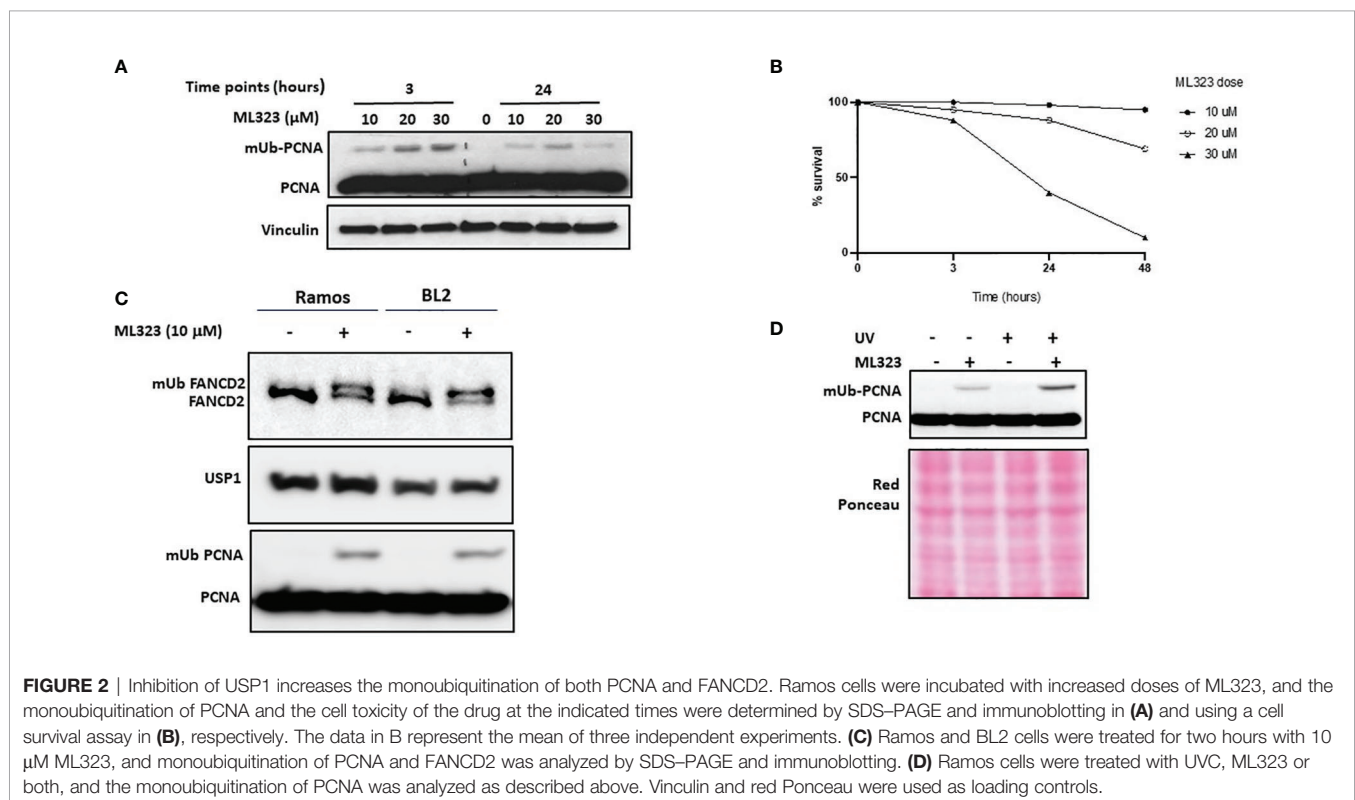 A
Time points (hours) 3 24
ML323 (µM) 10 20 30 0 10 20 30
mUb-PCNA
PCNA
Vinculin
B
ML323 dose
10 uM
20 uM
30 uM
100
50
0
% survival
0 3 24 48
Time (hours)
C
Ramos BL2
ML323 (10 µM) - + - +
mUb FANCD2
FANCD2
USP1
mUb PCNA
PCNA
D
UV - - + +
ML323 - + - +
mUb-PCNA
PCNA
Red
Ponceau
FIGURE 2 | Inhibition of USP1 increases the monoubiquitination of both PCNA and FANCD2. Ramos cells were incubated with increased doses of ML323, and the
monoubiquitination of PCNA and the cell toxicity of the drug at the indicated times were determined by SDS–PAGE and immunoblotting in (A) and using a cell
survival assay in (B), respectively. The data in B represent the mean of three independent experiments. (C) Ramos and BL2 cells were treated for two hours with 10
µM ML323, and monoubiquitination of PCNA and FANCD2 was analyzed by SDS–PAGE and immunoblotting. (D) Ramos cells were treated with UVC, ML323 or
both, and the monoubiquitination of PCNA was analyzed as described above. Vinculin and red Ponceau were used as loading controls.